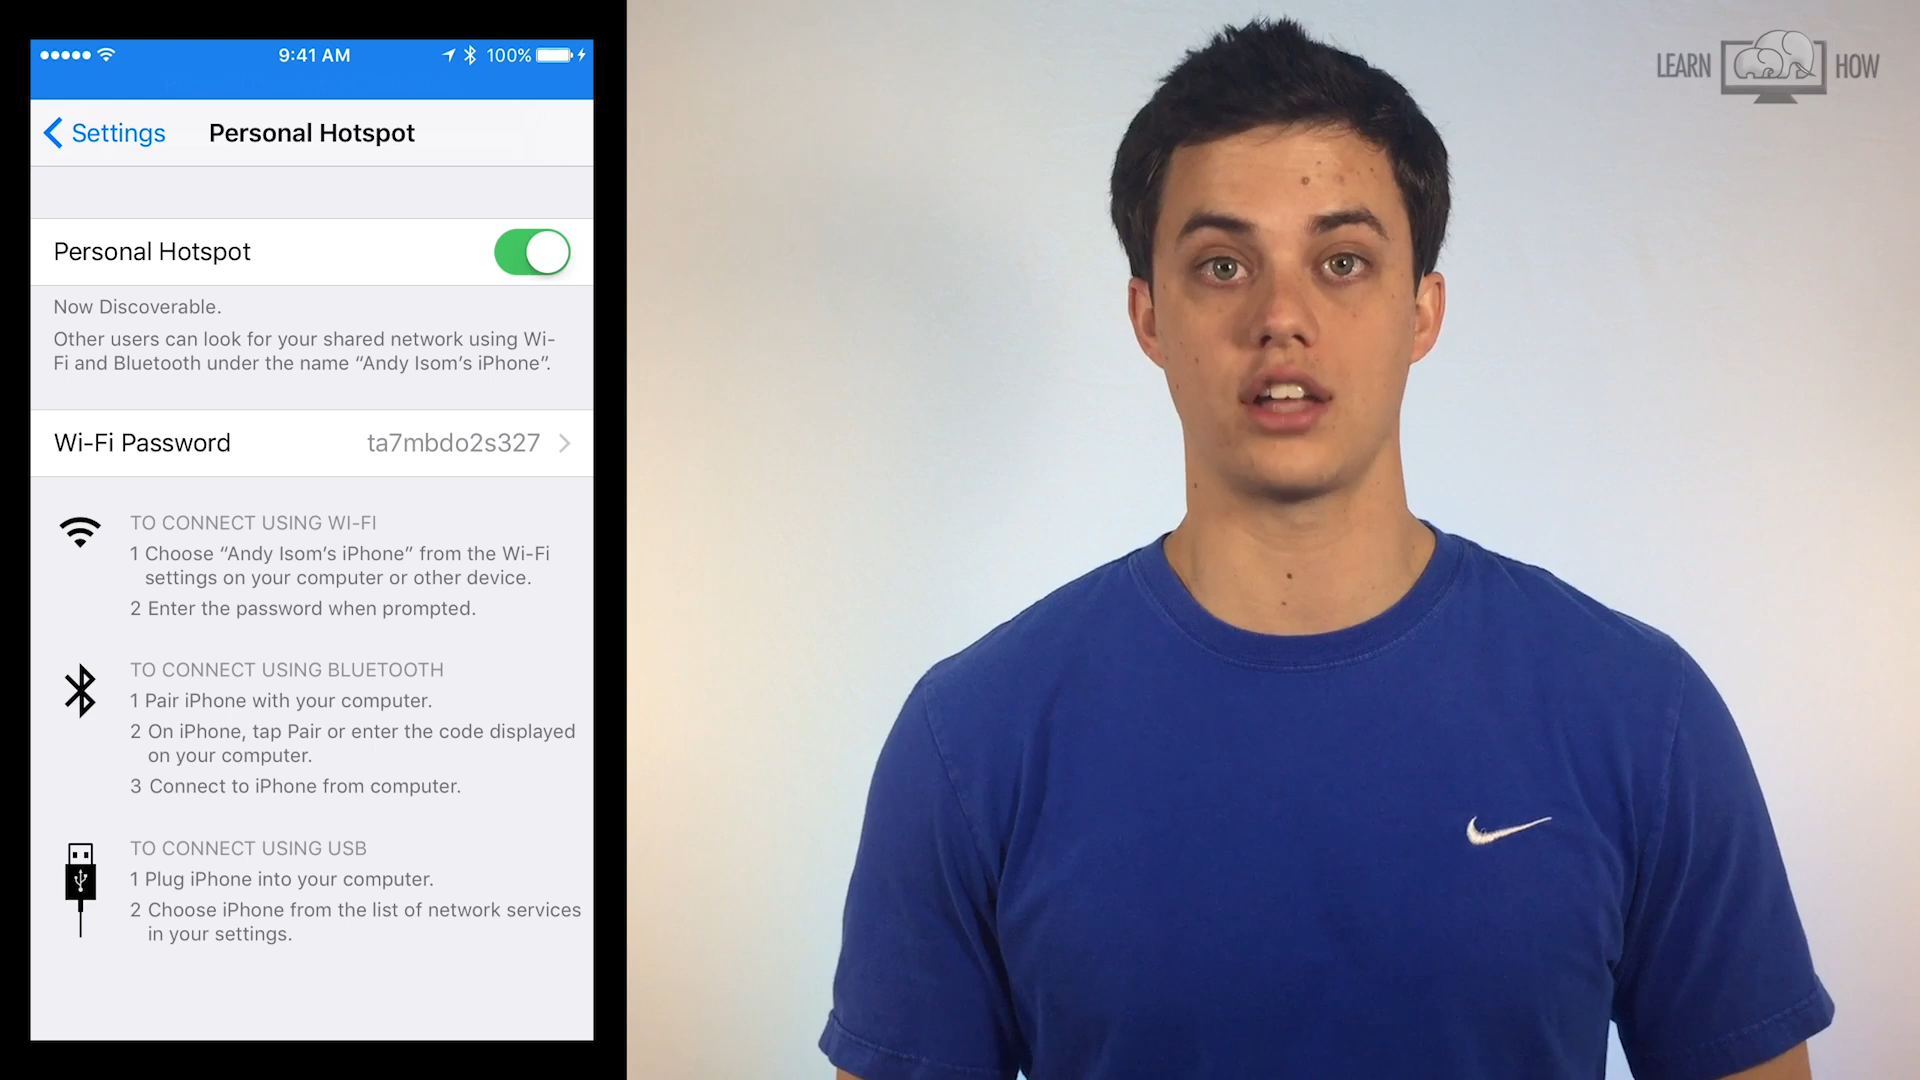 9:41 AM
100%
Settings
Personal Hotspot
Personal Hotspot
Now Discoverable.
Other users can look for your shared network using Wi-
Fi and Bluetooth under the name “Andy Isom’s iPhone”.
Wi-Fi Password ta7mbdo2s327
TO CONNECT USING WI-FI
1 Choose “Andy Isom’s iPhone” from the Wi-Fi
settings on your computer or other device.
2 Enter the password when prompted.
TO CONNECT USING BLUETOOTH
1 Pair iPhone with your computer.
2 On iPhone, tap Pair or enter the code displayed
on your computer.
3 Connect to iPhone from computer.
TO CONNECT USING USB
1 Plug iPhone into your computer.
2 Choose iPhone from the list of network services
in your settings.
LEARN HOW